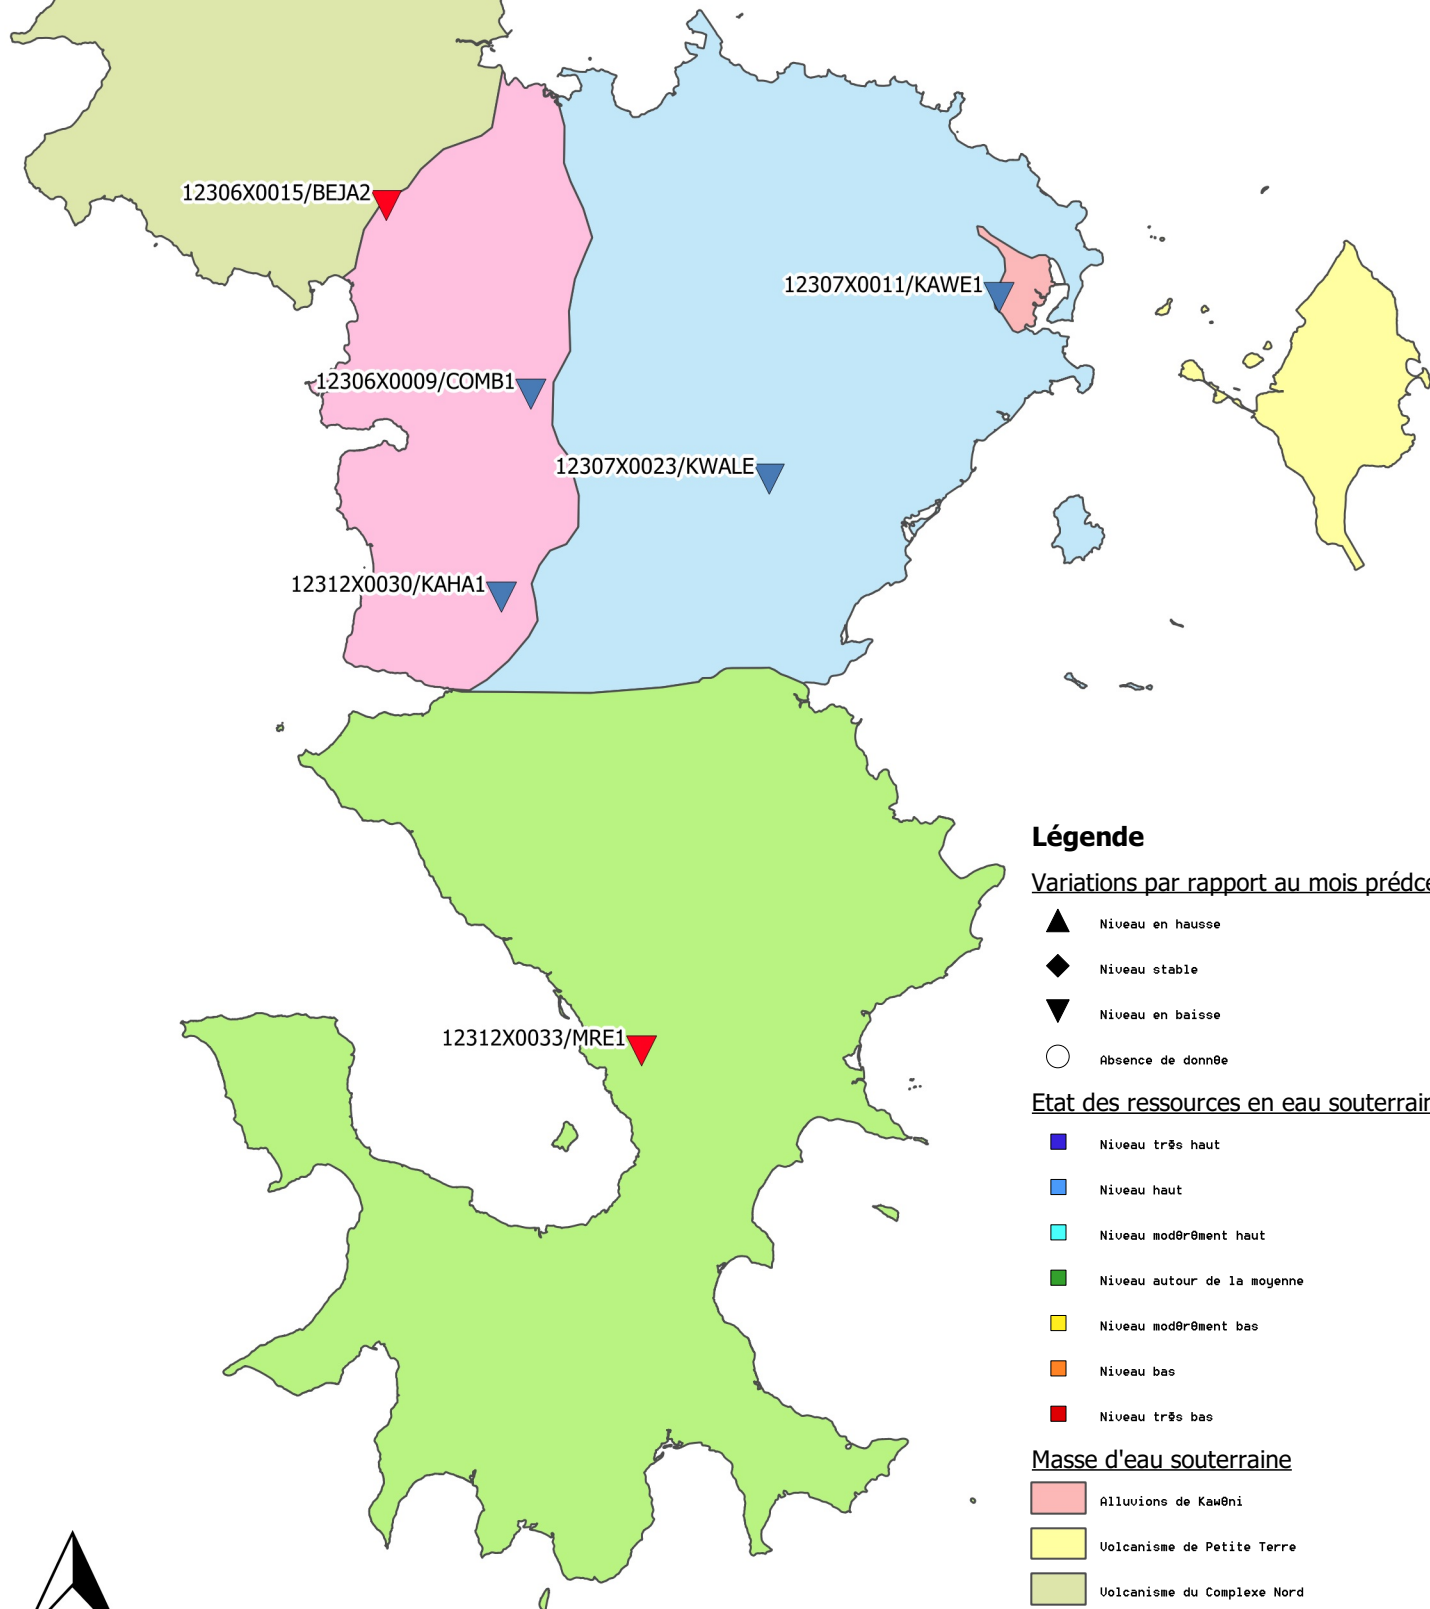 12306X0015/BEJA2
12307X0011/KAWE1
12306X0009/COMB1
12307X0023/KWALE
12312X0030/KAHA1
12312X0033/MRE1
Légende
Variations par rapport au mois prédce
Niveau en hausse
Niveau stable
Niveau en baisse
Absence de donnθe
Etat des ressources en eau souterrain
Niveau trΦs haut
Niveau haut
Niveau modθrθment haut
Niveau autour de la moyenne
Niveau modθrθment bas
Niveau bas
Niveau trΦs bas
Masse d'eau souterraine
Alluvions de Kawθni
Volcanisme de Petite Terre
Volcanisme du Complexe Nord